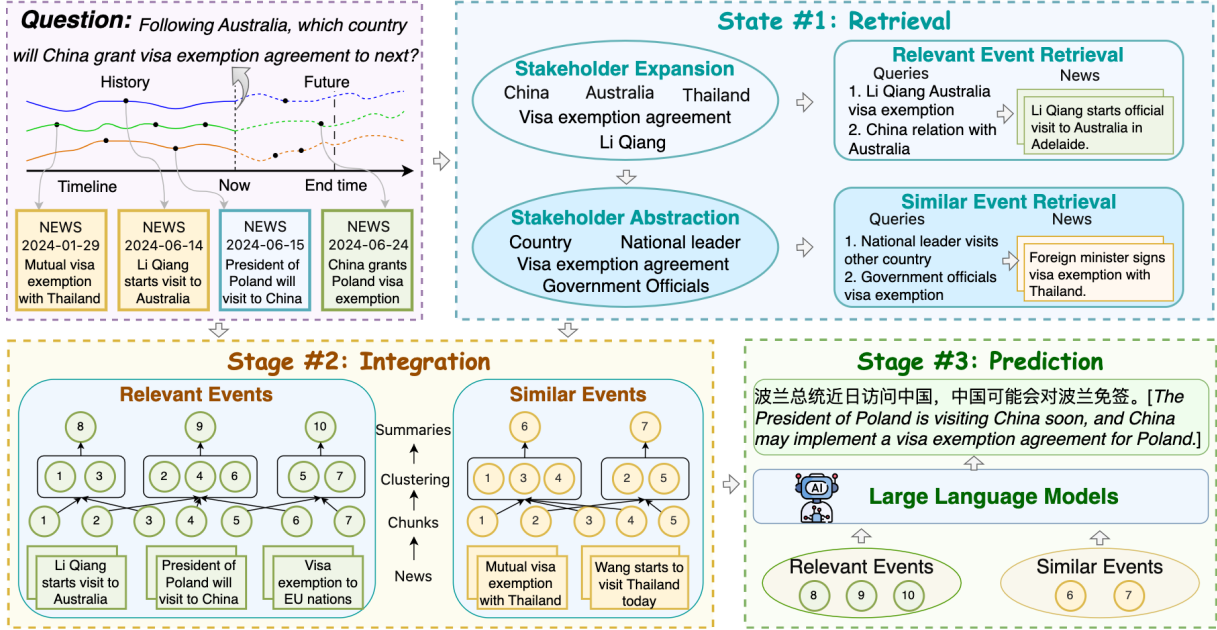 Question: Following Australia, which country
will China grant visa exemption agreement to next?
History
Future
Timeline
Now
End time
NEWS
2024-01-29
Mutual visa
exemption
with Thailand
NEWS
2024-06-14
Li Qiang
starts visit to
Australia
NEWS
2024-06-15
President of
Poland will
visit to China
NEWS
2024-06-24
China grants
Poland visa
exemption
State #1: Retrieval
Stakeholder Expansion
China Australia Thailand
Visa exemption agreement
Li Qiang
Relevant Event Retrieval
Queries
1. Li Qiang Australia
visa exemption
2. China relation with
Australia
News
Li Qiang starts official
visit to Australia in
Adelaide.
Stakeholder Abstraction
Country National leader
Visa exemption agreement
Government Officials
Similar Event Retrieval
Queries
1. National leader visits
other country
2. Government officials
visa exemption
News
Foreign minister signs
visa exemption with
Thailand.
Stage #2: Integration
Relevant Events
8 9 10
1 3 2 4 6 5 7
1 2 3 4 5 6 7
Li Qiang
starts visit to
Australia
President of
Poland will
visit to China
Visa
exemption to
EU nations
Summaries
Clustering
Chunks
News
Similar Events
6 7
1 3 4 2 5
1 2 3 4 5
Mutual visa
exemption
with Thailand
Wang starts to
visit Thailand
today
Stage #3: Prediction
波兰总统近日访问中国，中国可能会对波兰免签。[The
President of Poland is visiting China soon, and China
may implement a visa exemption agreement for Poland.]
AI
Large Language Models
Relevant Events
8 9 10
Similar Events
6 7